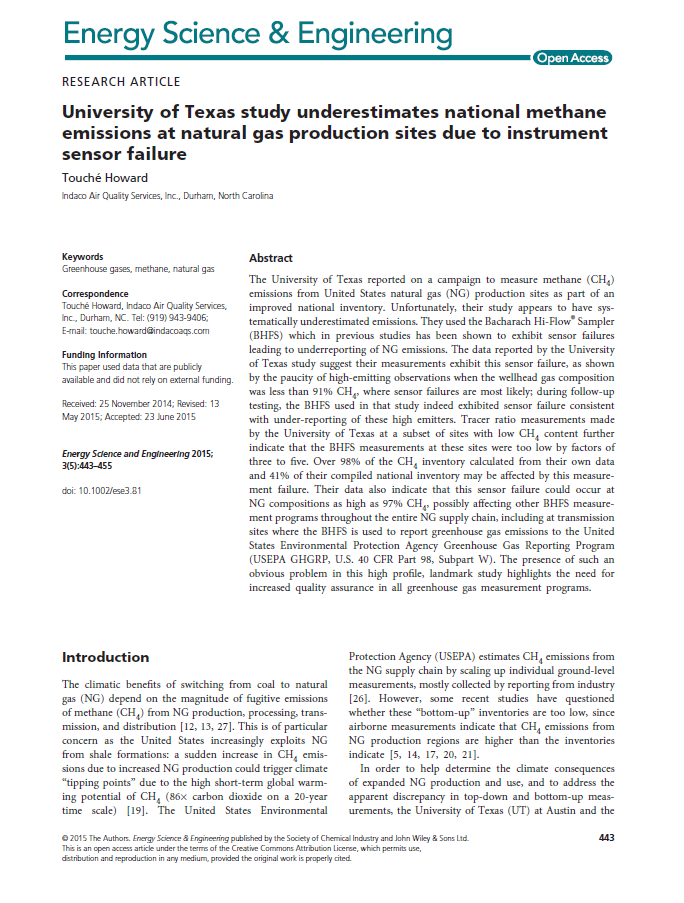 Energy Science & Engineering
Open Access
RESEARCH ARTICLE
University of Texas study underestimates national methane
emissions at natural gas production sites due to instrument
sensor failure
Touché Howard
Indaco Air Quality Services, Inc., Durham, North Carolina
Keywords
Greenhouse gases, methane, natural gas
Correspondence
Touché Howard, Indaco Air Quality Services,
Inc., Durham, NC. Tel: (919) 943-9406;
E-mail: touche.howard@indacoaqs.com
Funding Information
This paper used data that are publicly
available and did not rely on external funding.
Received: 25 November 2014; Revised: 13
May 2015; Accepted: 23 June 2015
Energy Science and Engineering 2015;
3(5):443–455
doi: 10.1002/ese3.81
Abstract
The University of Texas reported on a campaign to measure methane (CH4)
emissions from United States natural gas (NG) production sites as part of an
improved national inventory. Unfortunately, their study appears to have sys-
tematically underestimated emissions. They used the Bacharach Hi-Flow® Sampler
(BHFS) which in previous studies has been shown to exhibit sensor failures
leading to underreporting of NG emissions. The data reported by the University
of Texas study suggest their measurements exhibit this sensor failure, as shown
by the paucity of high-emitting observations when the wellhead gas composition
was less than 91% CH4, where sensor failures are most likely; during follow-up
testing, the BHFS used in that study indeed exhibited sensor failure consistent
with under-reporting of these high emitters. Tracer ratio measurements made
by the University of Texas at a subset of sites with low CH4 content further
indicate that the BHFS measurements at these sites were too low by factors of
three to five. Over 98% of the CH4 inventory calculated from their own data
and 41% of their compiled national inventory may be affected by this measure-
ment failure. Their data also indicate that this sensor failure could occur at
NG compositions as high as 97% CH4, possibly affecting other BHFS measure-
ment programs throughout the entire NG supply chain, including at transmission
sites where the BHFS is used to report greenhouse gas emissions to the United
States Environmental Protection Agency Greenhouse Gas Reporting Program
(USEPA GHGRP, U.S. 40 CFR Part 98, Subpart W). The presence of such an
obvious problem in this high profile, landmark study highlights the need for
increased quality assurance in all greenhouse gas measurement programs.
Introduction
The climatic benefits of switching from coal to natural
gas (NG) depend on the magnitude of fugitive emissions
of methane (CH4) from NG production, processing, trans-
mission, and distribution [12, 13, 27]. This is of particular
concern as the United States increasingly exploits NG
from shale formations: a sudden increase in CH4 emis-
sions due to increased NG production could trigger climate
“tipping points” due to the high short-term global warm-
ing potential of CH4 (86× carbon dioxide on a 20-year
time scale) [19]. The United States Environmental
Protection Agency (USEPA) estimates CH4 emissions from
the NG supply chain by scaling up individual ground-level
measurements, mostly collected by reporting from industry
[26]. However, some recent studies have questioned
whether these “bottom-up” inventories are too low, since
airborne measurements indicate that CH4 emissions from
NG production regions are higher than the inventories
indicate [5, 14, 17, 20, 21].
In order to help determine the climate consequences
of expanded NG production and use, and to address the
apparent discrepancy in top-down and bottom-up meas-
urements, the University of Texas (UT) at Austin and the
© 2015 The Authors. Energy Science & Engineering published by the Society of Chemical Industry and John Wiley & Sons Ltd.
This is an open access article under the terms of the Creative Commons Attribution License, which permits use,
distribution and reproduction in any medium, provided the original work is properly cited.
443